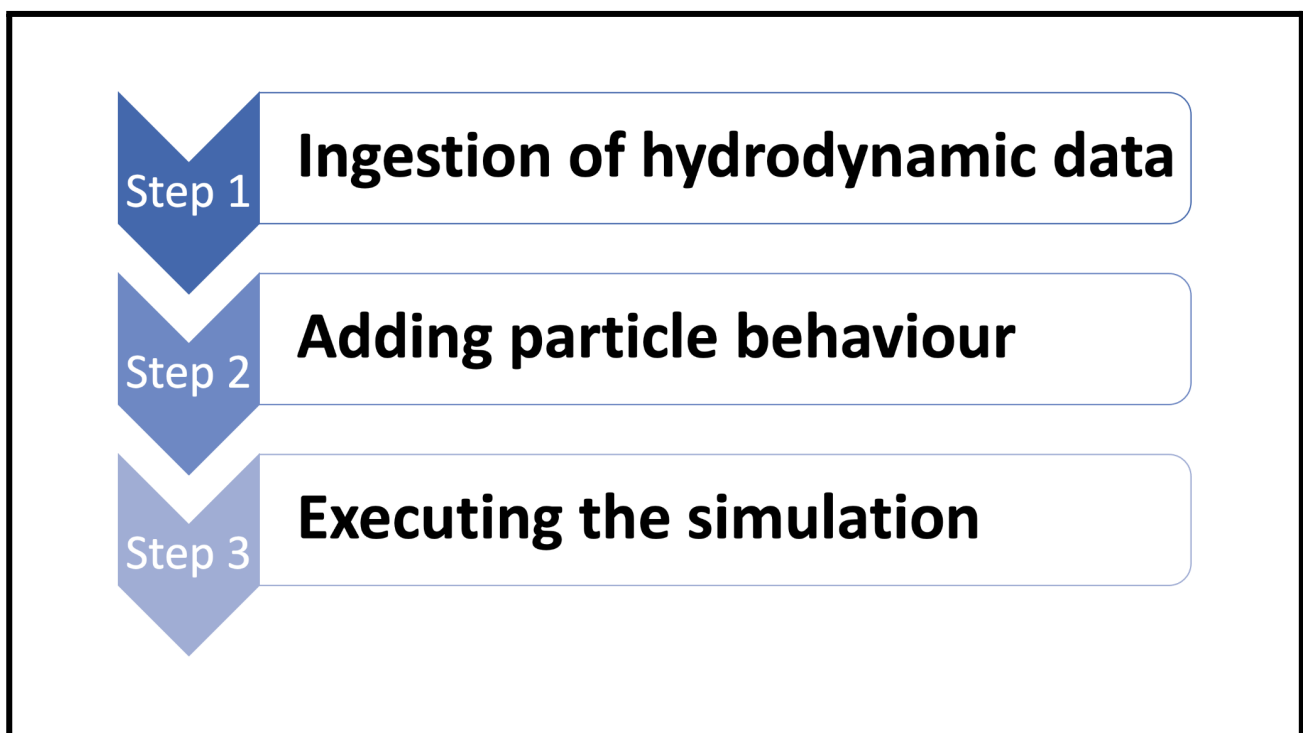 Step 1
Ingestion of hydrodynamic data
Step 2
Adding particle behaviour
Step 3
Executing the simulation